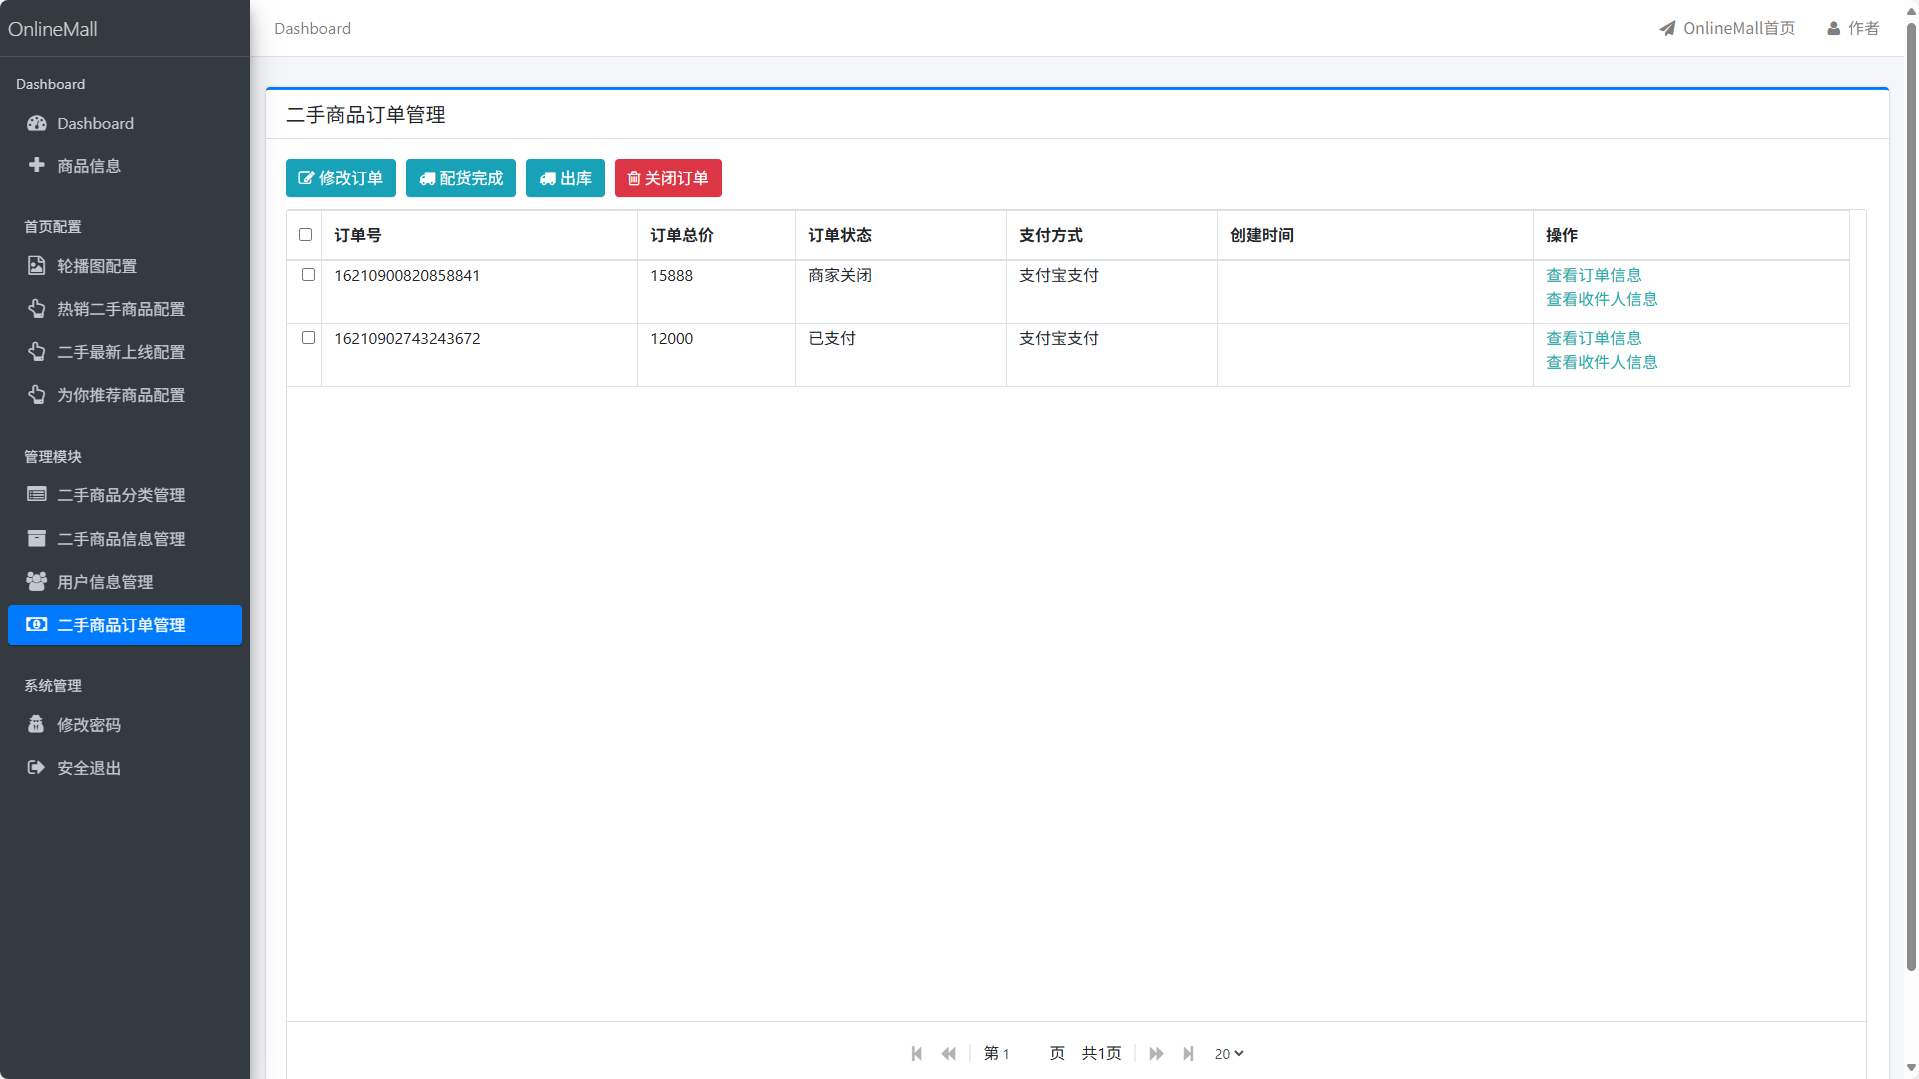 OnlineMall
Dashboard
Dashboard
商品信息
首页配置
轮播图配置
热销二手商品配置
二手最新上线配置
为你推荐商品配置
管理模块
二手商品分类管理
二手商品信息管理
用户信息管理
二手商品订单管理
系统管理
修改密码
安全退出
Dashboard OnlineMall首页 作者
二手商品订单管理
修改订单 配货完成 出库 关闭订单
订单号 订单总价 订单状态 支付方式 创建时间 操作
16210900820858841 15888 商家关闭 支付宝支付 查看订单信息
查看收件人信息
16210902743243672 12000 已支付 支付宝支付 查看订单信息
查看收件人信息
第 1 页 共1页 20